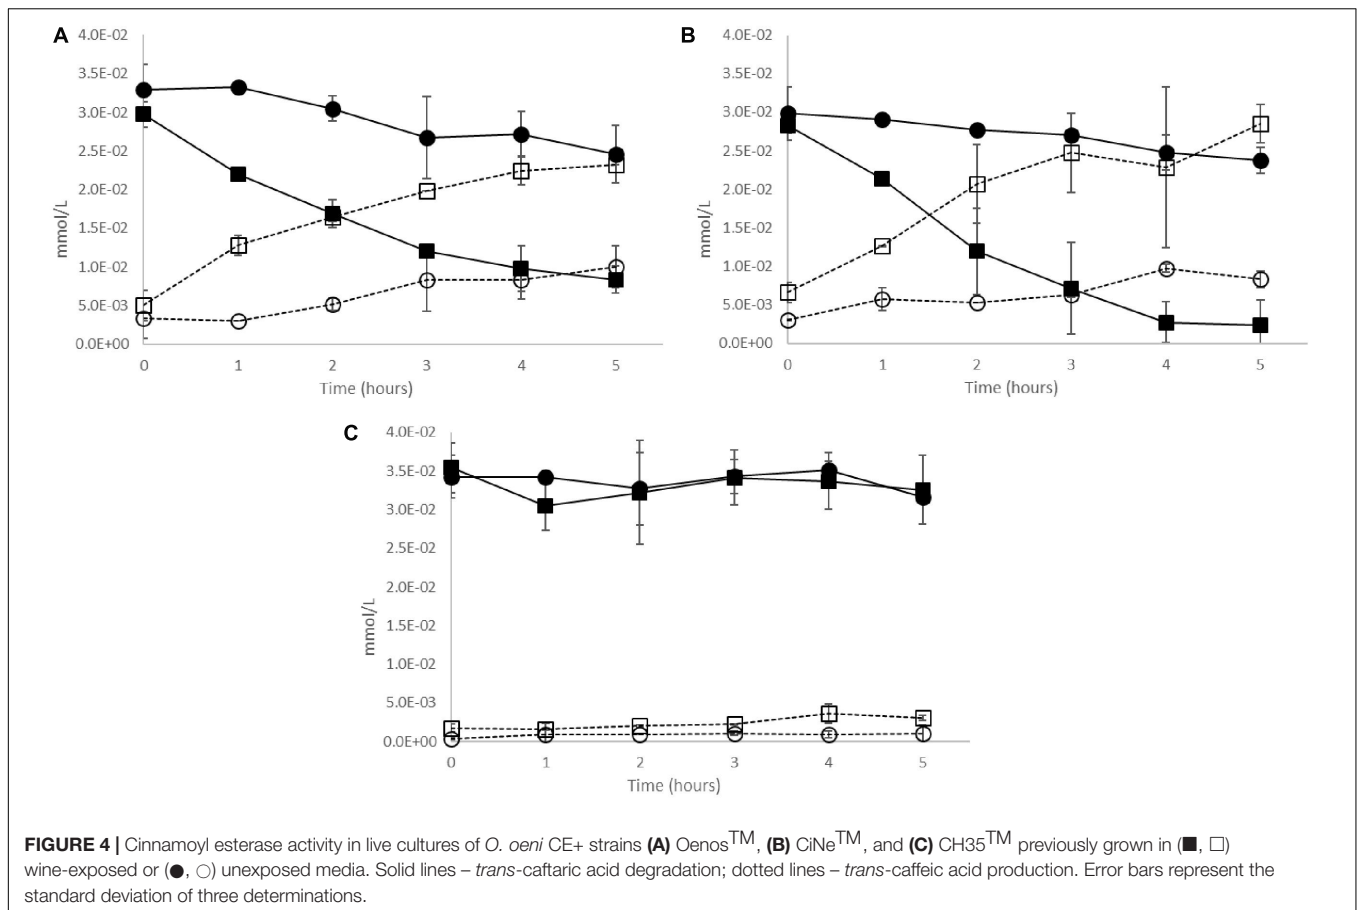 A
4.0E-02
3.5E-02
3.0E-02
2.5E-02
2.0E-02
1.5E-02
1.0E-02
5.0E-03
0.0E+00
mmol/L
0 1 2 3 4 5
Time (hours)
B
4.0E-02
3.5E-02
3.0E-02
2.5E-02
2.0E-02
1.5E-02
1.0E-02
5.0E-03
0.0E+00
mmol/L
0 1 2 3 4 5
Time (hours)
C
4.0E-02
3.5E-02
3.0E-02
2.5E-02
2.0E-02
1.5E-02
1.0E-02
5.0E-03
0.0E+00
mmol/L
0 1 2 3 4 5
Time (hours)
FIGURE 4 | Cinnamoyl esterase activity in live cultures of O. oeni CE+ strains (A) Oenos™, (B) CiNe™, and (C) CH35™ previously grown in (■, □)
wine-exposed or (●, ○) unexposed media. Solid lines – trans-caftaric acid degradation; dotted lines – trans-caffeic acid production. Error bars represent the
standard deviation of three determinations.